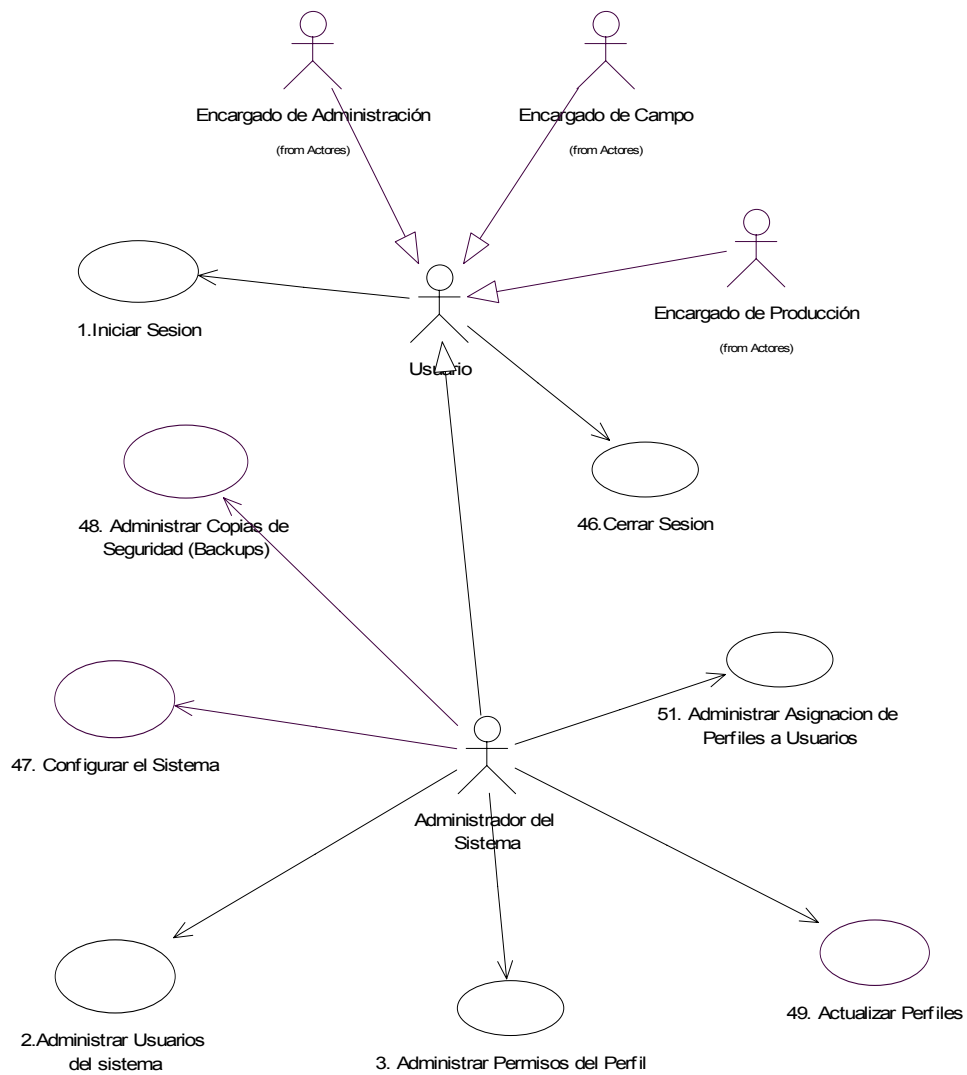 Encargado de Administración
(from Actores)
Encargado de Campo
(from Actores)
Encargado de Producción
(from Actores)
1.Iniciar Sesion
Usuario
46.Cerrar Sesion
48. Administrar Copias de
Seguridad (Backups)
51. Administrar Asignacion de
Perfiles a Usuarios
47. Configurar el Sistema
Administrador del
Sistema
49. Actualizar Perfiles
2.Administrar Usuarios
del sistema
3. Administrar Permisos del Perfil